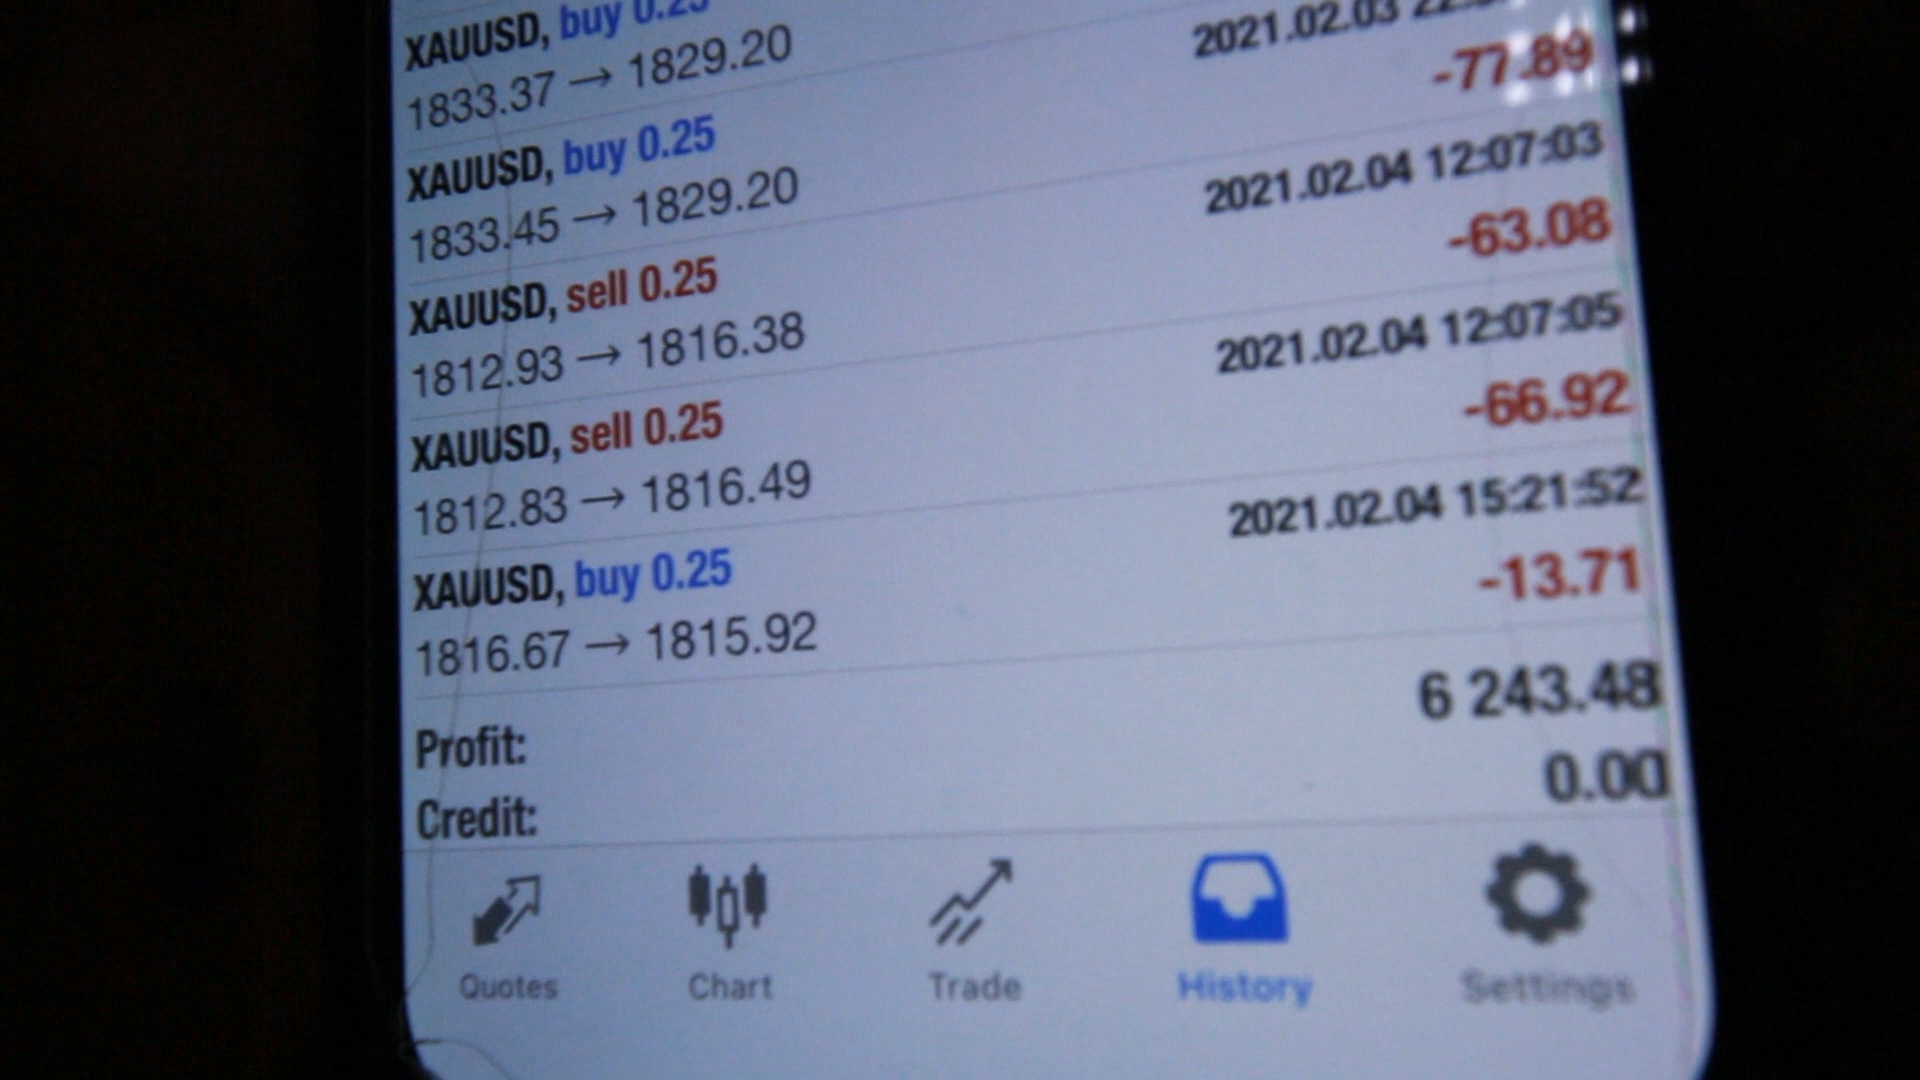 XAUUSD, buy 0.25
2021.02.03
1833.37 → 1829.20
-77.89
XAUUSD, buy 0.25
2021.02.04 12:07:03
1833.45 → 1829.20
-63.08
XAUUSD, sell 0.25
2021.02.04 12:07:05
1812.93 → 1816.38
-66.92
XAUUSD, sell 0.25
2021.02.04 15:21:52
1812.83 → 1816.49
-13.71
XAUUSD, buy 0.25
1816.67 → 1815.92
6 243.48
Profit:
0.00
Credit:
Quotes
Chart
Trade
History
Settings